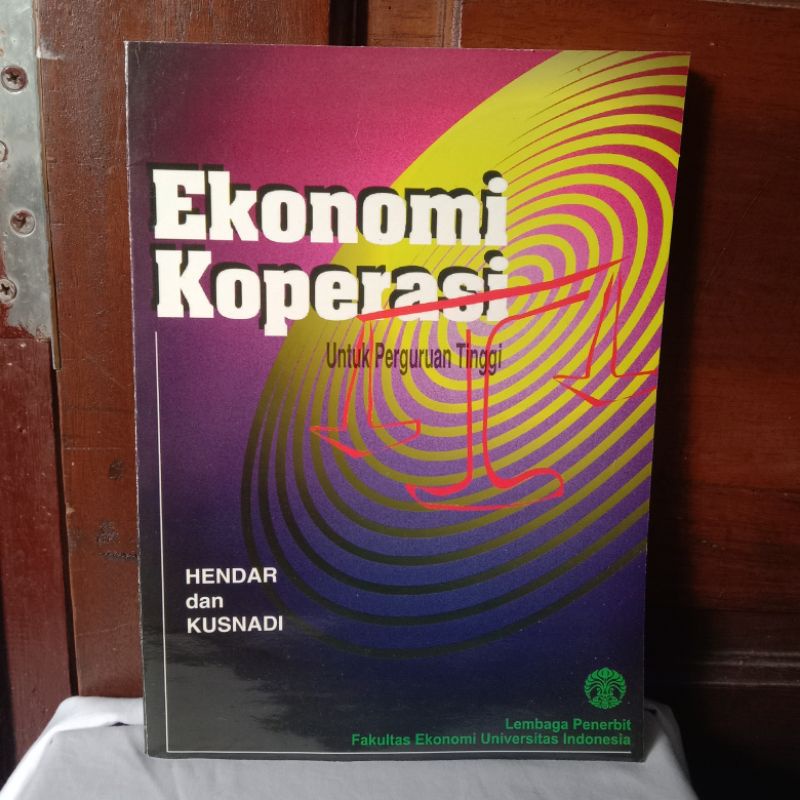 Ekonomi
Koperasi
Untuk Perguruan Tinggi
HENDAR
dan
KUSNADI
Lembaga Penerbit
Fakultas Ekonomi Universitas Indonesia